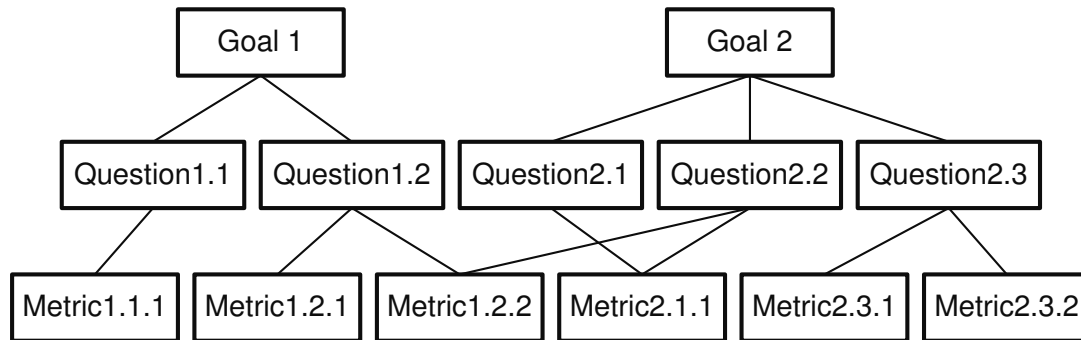 Goal 1
Goal 2
Question1.1
Question1.2
Question2.1
Question2.2
Question2.3
Metric1.1.1
Metric1.2.1
Metric1.2.2
Metric2.1.1
Metric2.3.1
Metric2.3.2